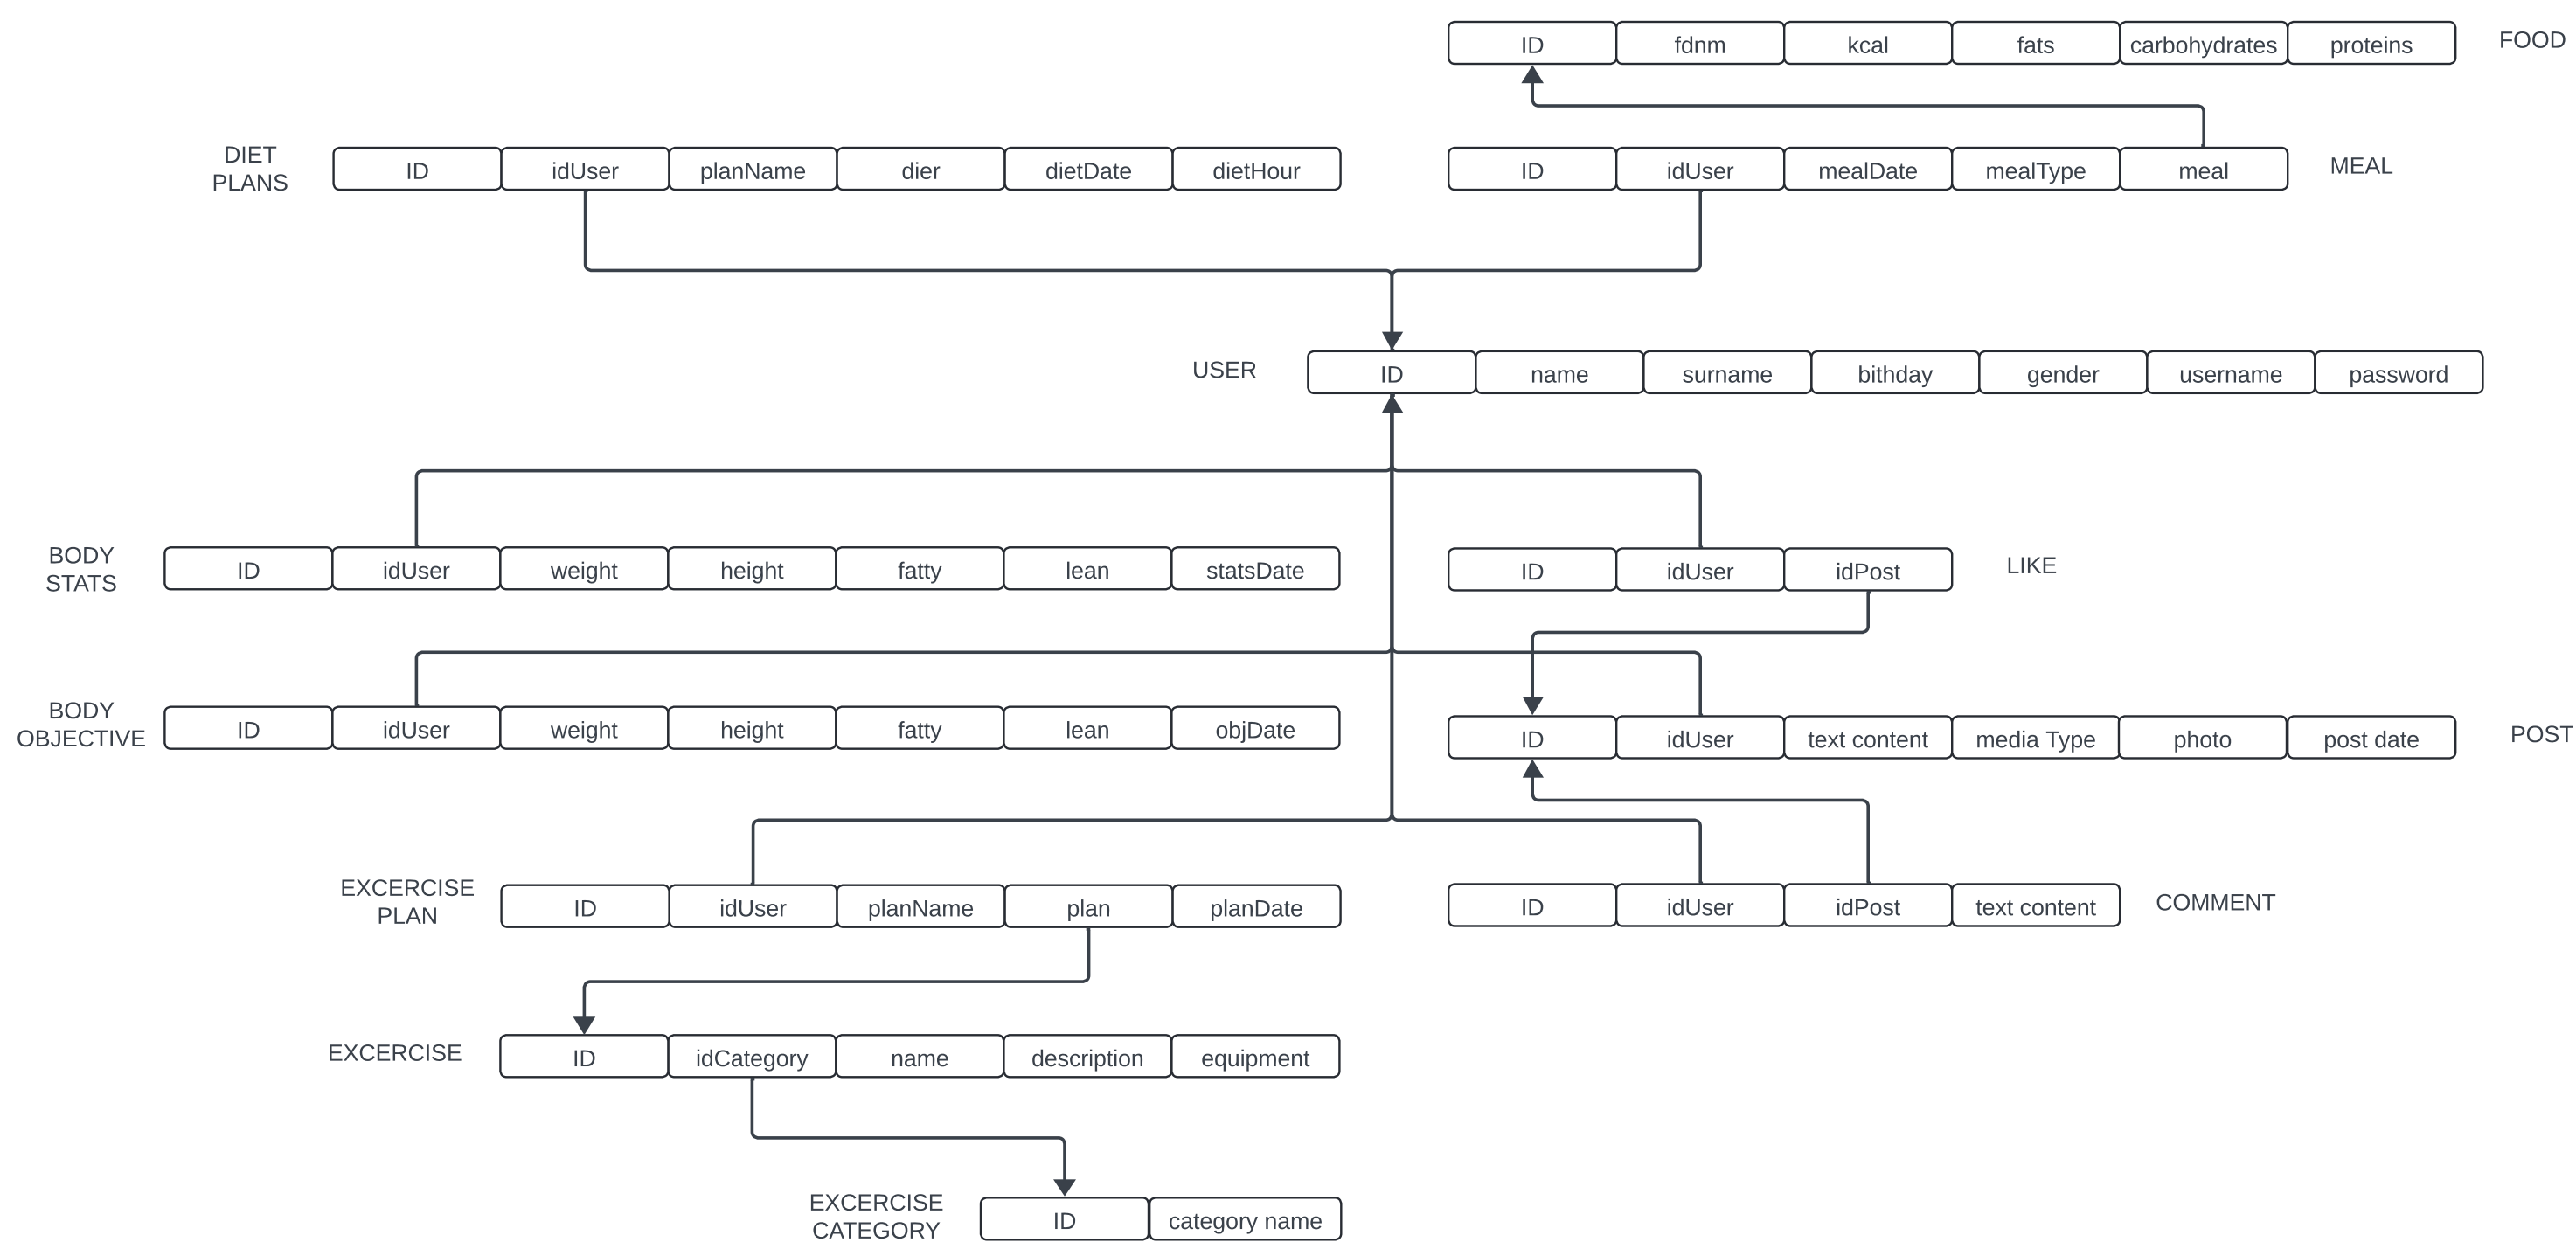 ID fdnm kcal fats carbohydrates proteins FOOD
DIET
PLANS
ID idUser planName dier dietDate dietHour
ID idUser mealDate mealType meal MEAL
USER ID name surname bithday gender username password
BODY
STATS
ID idUser weight height fatty lean statsDate
ID idUser idPost LIKE
BODY
OBJECTIVE
ID idUser weight height fatty lean objDate
ID idUser text content media Type photo post date POST
EXCERCISE
PLAN
ID idUser planName plan planDate
ID idUser idPost text content COMMENT
EXCERCISE ID idCategory name description equipment
EXCERCISE
CATEGORY
ID category name